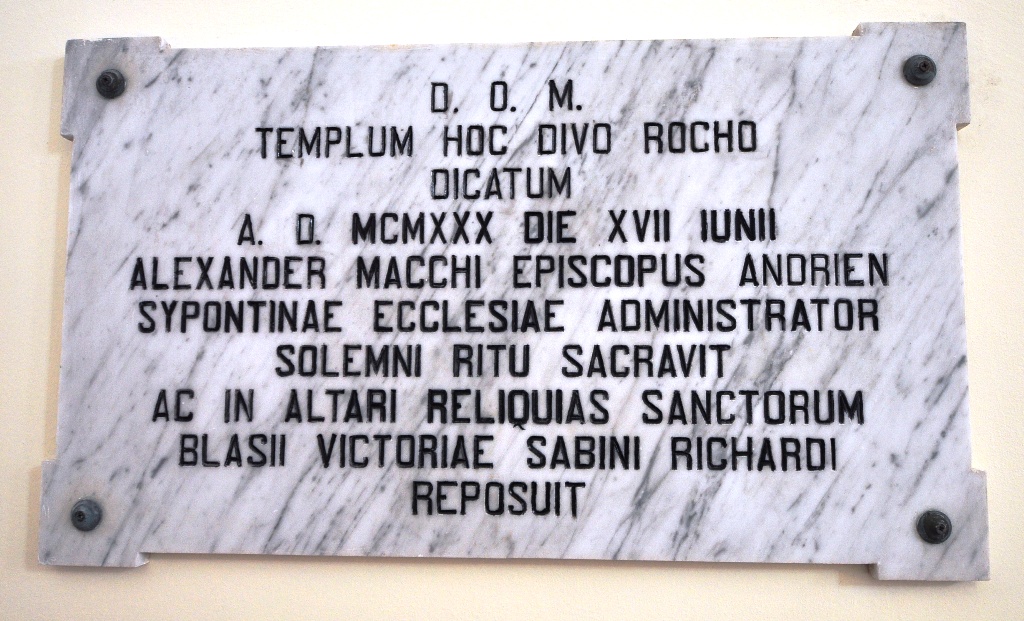 D. O. M.
TEMPLUM HOC DIVO ROCHO
DICATUM
A. D. MCMXXX DIE XVII IUNII
ALEXANDER MACCHI EPISCOPUS ANDRIEN
SYPONTINAE ECCLESIAE ADMINISTRATOR
SOLEMNI RITU SACRAVIT
AC IN ALTARI RELIQUIAS SANCTORUM
BLASII VICTORIAE SABINI RICHARDI
REPOSUIT